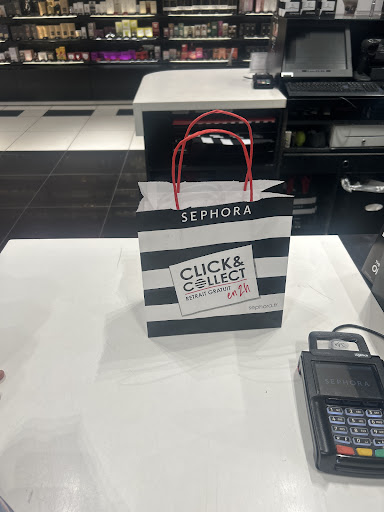 SEPHORA
CLICK&
COLLECT
RETRAIT GRATUIT
en 2h
sephora.fr
SEPHORA